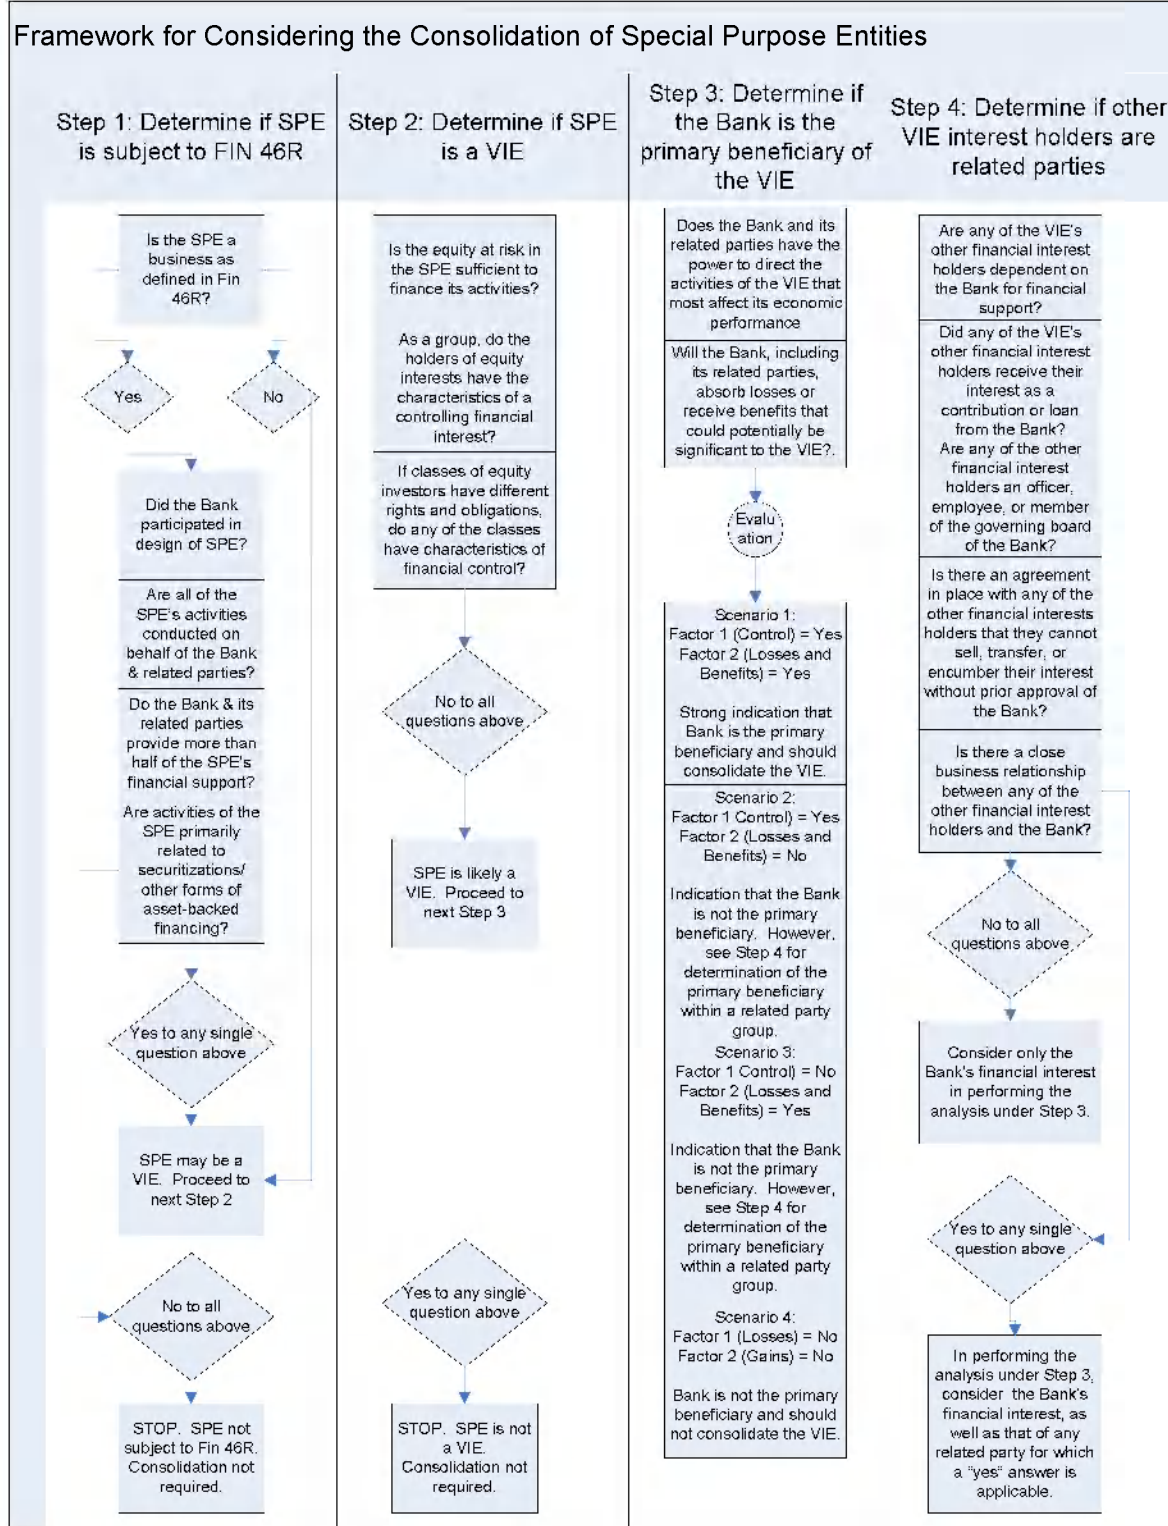 Framework for Considering the Consolidation of Special Purpose Entities
Step 1: Determine if SPE
is subject to FIN 46R
Is the SPE a
business as
defined in Fin
46R?
Yes
No
Did the Bank
participated in
design of SPE?
Are all of the
SPE's activities
conducted on
behalf of the Bank
& related parties?
Do the Bank & its
related parties
provide more than
half of the SPE's
financial support?
Are activities of the
SPE primarily
related to
securitizations/
other forms of
asset-backed
financing?
Yes to any single
question above
SPE may be a
VIE. Proceed to
next Step 2
No to all
questions above
STOP. SPE not
subject to Fin 46R.
Consolidation not
required.
Step 2: Determine if SPE
is a VIE
Is the equity at risk in
the SPE sufficient to
finance its activities?
As a group, do the
holders of equity
interests have the
characteristics of a
controlling financial
interest?
If classes of equity
investors have different
rights and obligations,
do any of the classes
have characteristics of
financial control?
No to all
questions above
SPE is likely a
VIE. Proceed to
next Step 3
Yes to any single
question above
STOP. SPE is not
a VIE.
Consolidation not
required.
Step 3: Determine if
the Bank is the
primary beneficiary of
the VIE
Does the Bank and its
related parties have the
power to direct the
activities of the VIE that
most affect its economic
performance
Will the Bank, including
its related parties,
absorb losses or
receive benefits that
could potentially be
significant to the VIE?.
Evalu
ation
Scenario 1:
Factor 1 (Control) = Yes
Factor 2 (Losses and
Benefits) = Yes
Strong indication that
Bank is the primary
beneficiary and should
consolidate the VIE.
Scenario 2:
Factor 1 Control) = Yes
Factor 2 (Losses and
Benefits) = No
Indication that the Bank
is not the primary
beneficiary. However,
see Step 4 for
determination of the
primary beneficiary
within a related party
group.
Scenario 3:
Factor 1 Control) = No
Factor 2 (Losses and
Benefits) = Yes
Indication that the Bank
is not the primary
beneficiary. However,
see Step 4 for
determination of the
primary beneficiary
within a related party
group.
Scenario 4:
Factor 1 (Losses) = No
Factor 2 (Gains) = No
Bank is not the primary
beneficiary and should
not consolidate the VIE.
Step 4: Determine if other
VIE interest holders are
related parties
Are any of the VIE's
other financial interest
holders dependent on
the Bank for financial
support?
Did any of the VIE's
other financial interest
holders receive their
interest as a
contribution or loan
from the Bank?
Are any of the other
financial interest
holders an officer,
employee, or member
of the governing board
of the Bank?
Is there an agreement
in place with any of the
other financial interests
holders that they cannot
sell, transfer, or
encumber their interest
without prior approval of
the Bank?
Is there a close
business relationship
between any of the
other financial interest
holders and the Bank?
No to all
questions above
Consider only the
Bank's financial interest
in performing the
analysis under Step 3.
Yes to any single
question above
In performing the
analysis under Step 3,
consider the Bank's
financial interest, as
well as that of any
related party for which
a "yes" answer is
applicable.